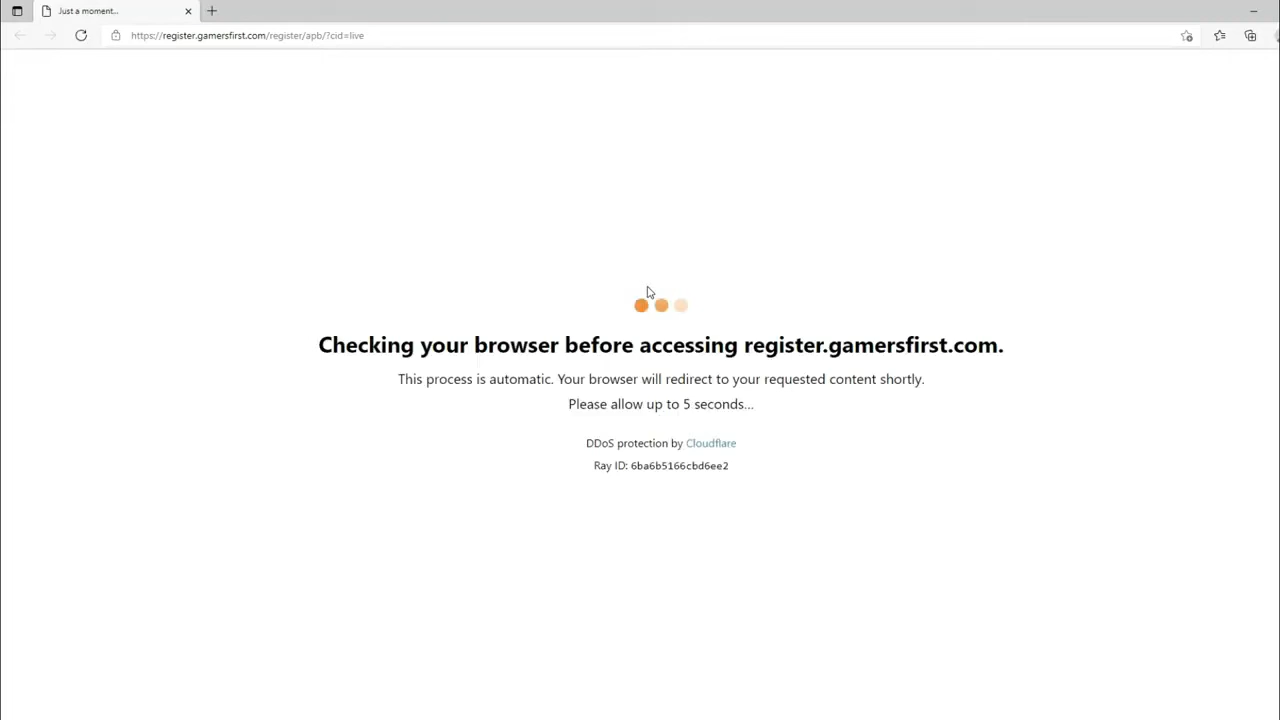 Just a moment...
https://register.gamersfirst.com/register/apb/?cid=live
Checking your browser before accessing register.gamersfirst.com.
This process is automatic. Your browser will redirect to your requested content shortly.
Please allow up to 5 seconds...
DDoS protection by Cloudflare
Ray ID: 6ba6b5166cbd6ee2